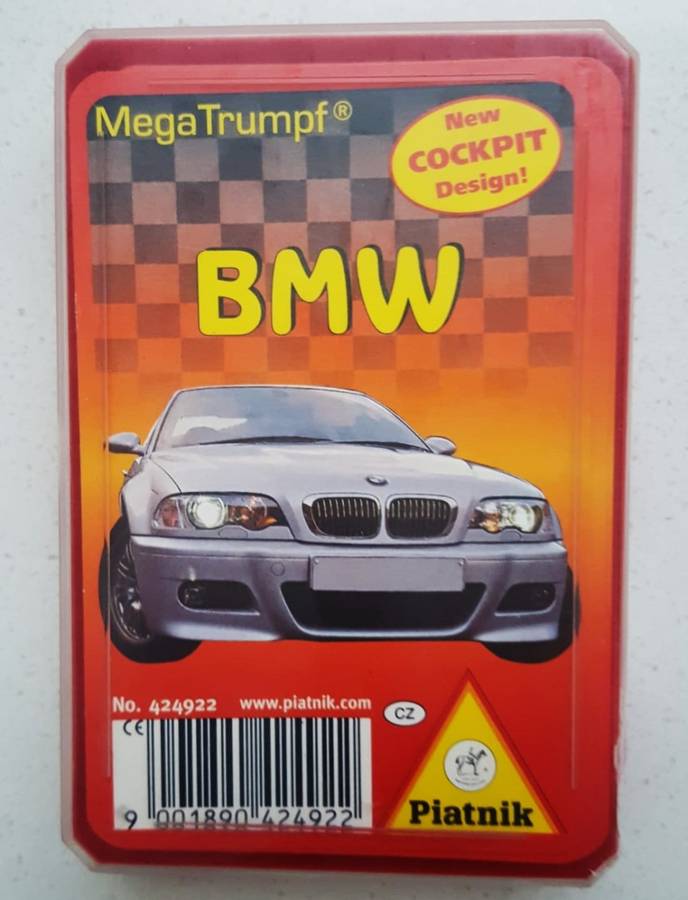 MegaTrumpf®
New
COCKPIT
Design!
BMW
No. 424922 www.piatnik.com
CZ
CE
9 001890 424922
Piatnik